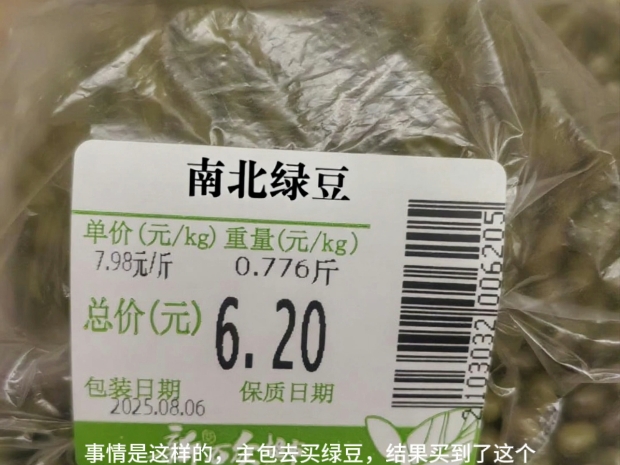 南北绿豆
单价(元/kg) 重量(元/kg)
7.98元/斤 0.776斤
总价(元) 6.20
包装日期 保质日期
2025.08.06
2103032006205
事情是这样的，主包去买绿豆，结果买到了这个